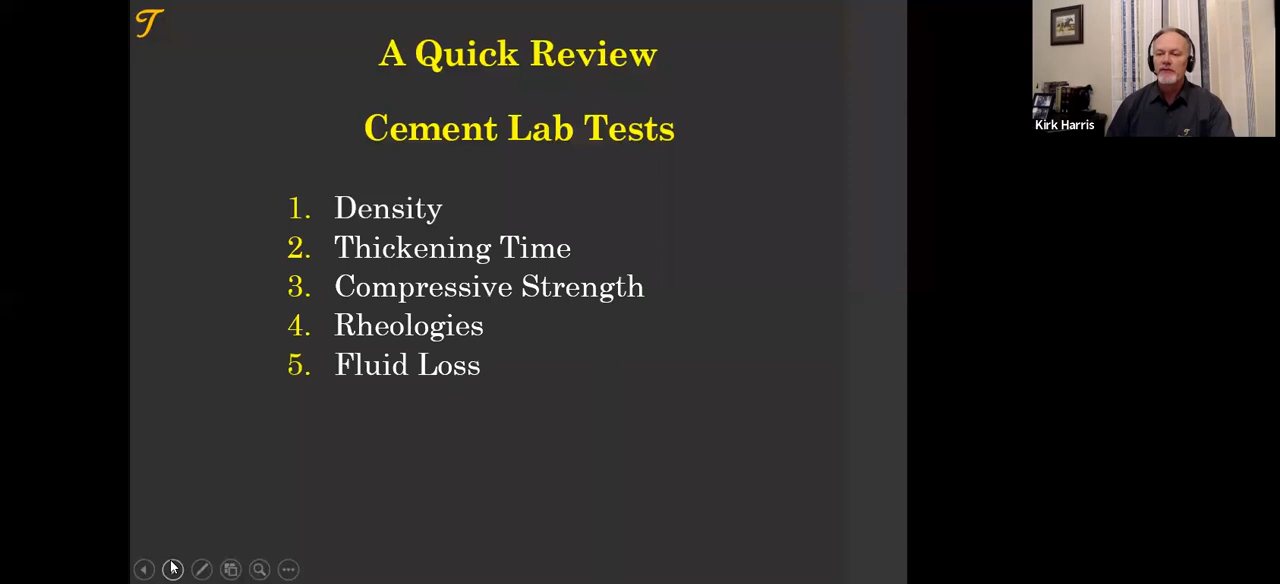 T
A Quick Review
Cement Lab Tests
1. Density
2. Thickening Time
3. Compressive Strength
4. Rheologies
5. Fluid Loss
Kirk Harris